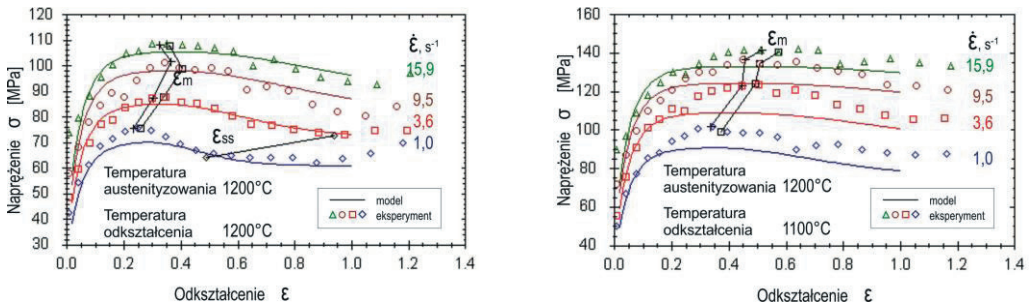 120
110
100
90
80
70
60
50
40
30
Naprężenie σ [MPa]
ε̇, s-1
15,9
9,5
3,6
1,0
εm
εss
Temperatura
austenityzowania 1200°C
Temperatura
odkształcenia 1200°C
model
eksperyment
0.0 0.2 0.4 0.6 0.8 1.0 1.2 1.4
Odkształcenie ε
160
140
120
100
80
60
40
Naprężenie σ [MPa]
ε̇, s-1
15,9
9,5
3,6
1,0
εm
Temperatura
austenityzowania 1200°C
Temperatura
odkształcenia 1100°C
model
eksperyment
0.0 0.2 0.4 0.6 0.8 1.0 1.2 1.4
Odkształcenie ε